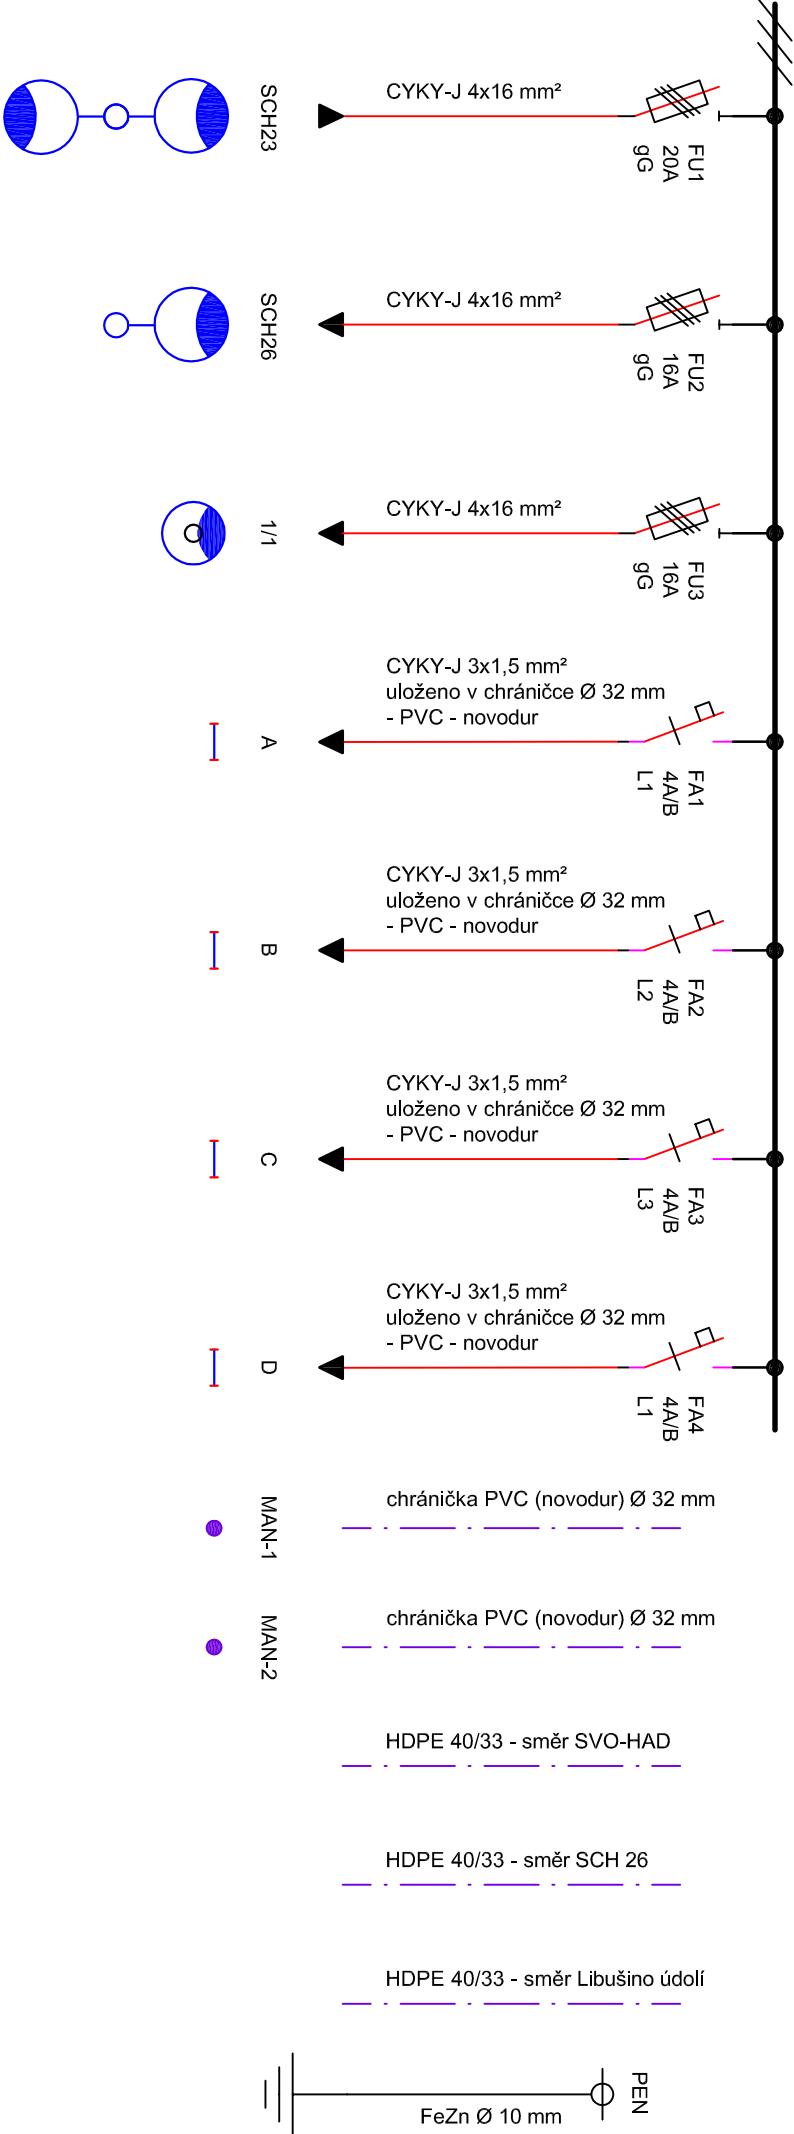 CYKY-J 4x16 mm²
SCH23
FU1
20A
gG
CYKY-J 4x16 mm²
SCH26
FU2
16A
gG
CYKY-J 4x16 mm²
1/1
FU3
16A
gG
CYKY-J 3x1,5 mm²
uloženo v chráničce Ø 32 mm
- PVC - novodur
A
FA1
4A/B
L1
CYKY-J 3x1,5 mm²
uloženo v chráničce Ø 32 mm
- PVC - novodur
B
FA2
4A/B
L2
CYKY-J 3x1,5 mm²
uloženo v chráničce Ø 32 mm
- PVC - novodur
C
FA3
4A/B
L3
CYKY-J 3x1,5 mm²
uloženo v chráničce Ø 32 mm
- PVC - novodur
D
FA4
4A/B
L1
chránička PVC (novodur) Ø 32 mm
MAN-1
chránička PVC (novodur) Ø 32 mm
MAN-2
HDPE 40/33 - směr SVO-HAD
HDPE 40/33 - směr SCH 26
HDPE 40/33 - směr Libušino údolí
PEN
FeZn Ø 10 mm